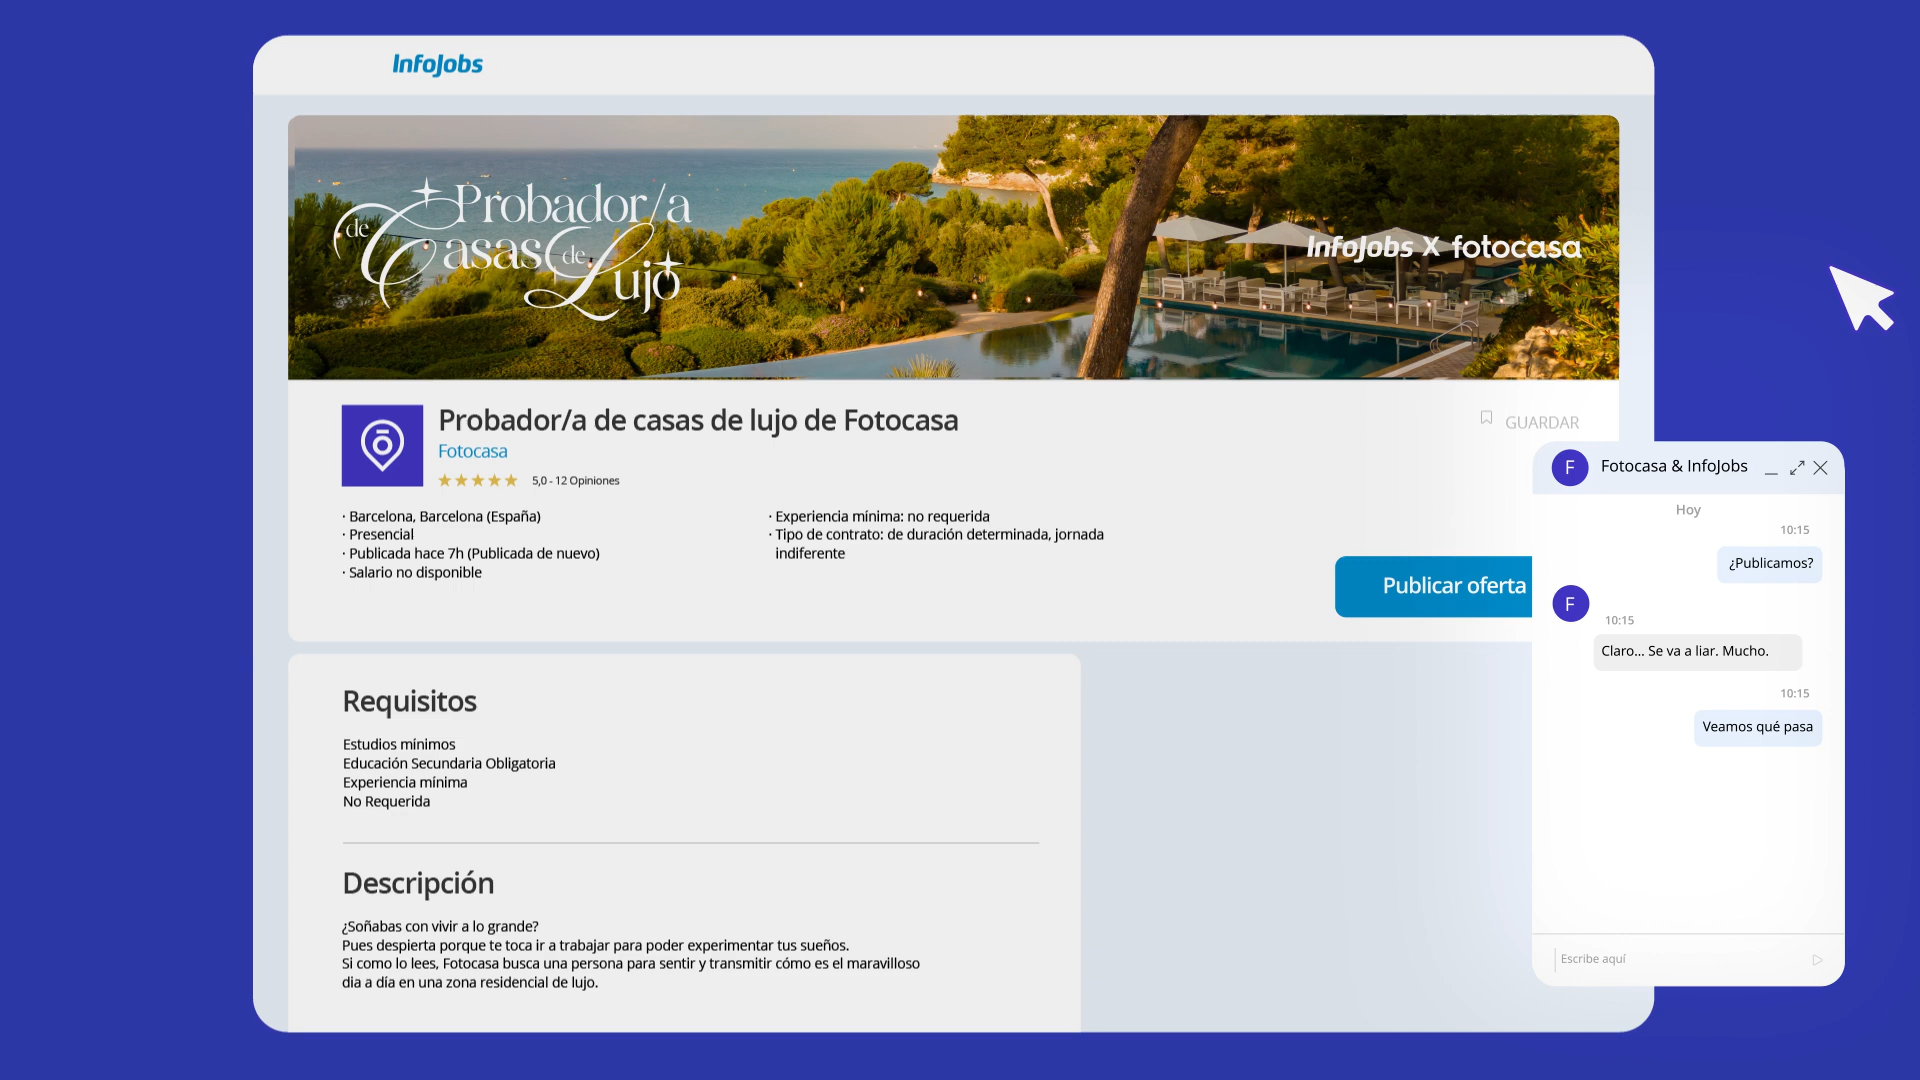 InfoJobs
Probador/a
de Casas de Lujo
InfoJobs X fotocasa
Probador/a de casas de lujo de Fotocasa
Fotocasa
5,0 - 12 Opiniones
GUARDAR
· Barcelona, Barcelona (España)
· Presencial
· Publicada hace 7h (Publicada de nuevo)
· Salario no disponible
· Experiencia mínima: no requerida
· Tipo de contrato: de duración determinada, jornada
indiferente
Publicar oferta
Requisitos
Estudios mínimos
Educación Secundaria Obligatoria
Experiencia mínima
No Requerida
Descripción
¿Soñabas con vivir a lo grande?
Pues despierta porque te toca ir a trabajar para poder experimentar tus sueños.
Si como lo lees, Fotocasa busca una persona para sentir y transmitir cómo es el maravilloso
dia a día en una zona residencial de lujo.
F
Fotocasa & InfoJobs
Hoy
10:15
¿Publicamos?
F
10:15
Claro... Se va a liar. Mucho.
10:15
Veamos qué pasa
Escribe aquí